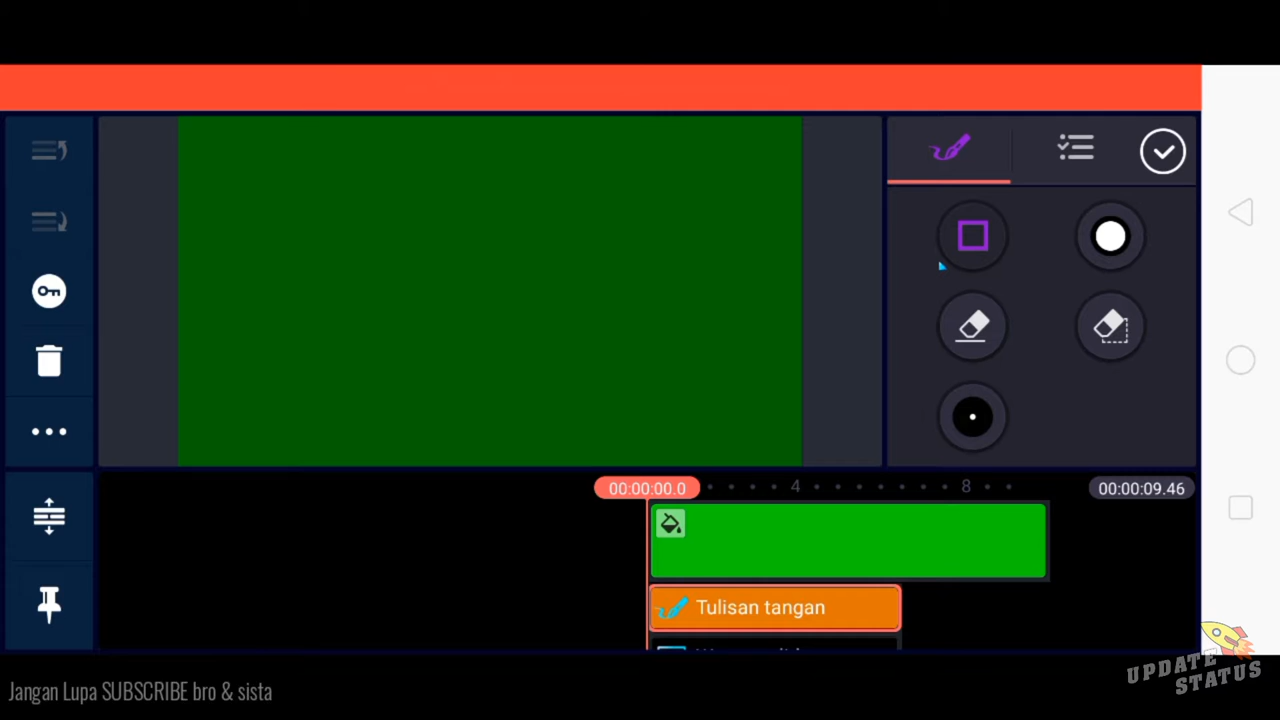 00:00:00.0
4
8
00:00:09.46
Tulisan tangan
Jangan Lupa SUBSCRIBE bro & sista
UPDATE
STATUS